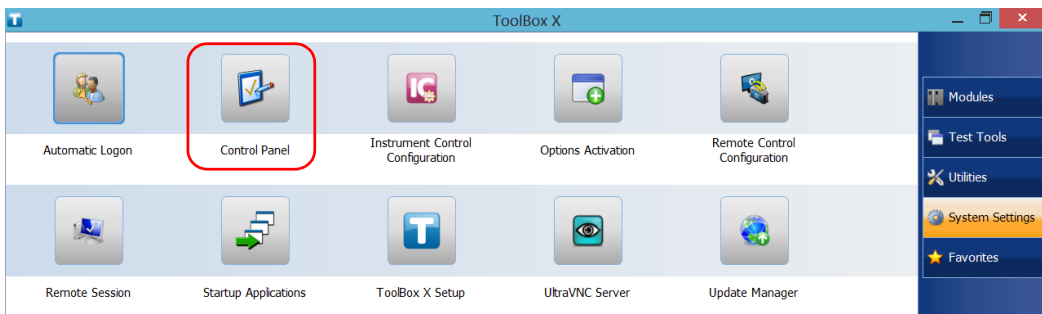 ToolBox X
Automatic Logon
Control Panel
Instrument Control
Configuration
Options Activation
Remote Control
Configuration
Remote Session
Startup Applications
ToolBox X Setup
UltraVNC Server
Update Manager
Modules
Test Tools
Utilities
System Settings
Favorites